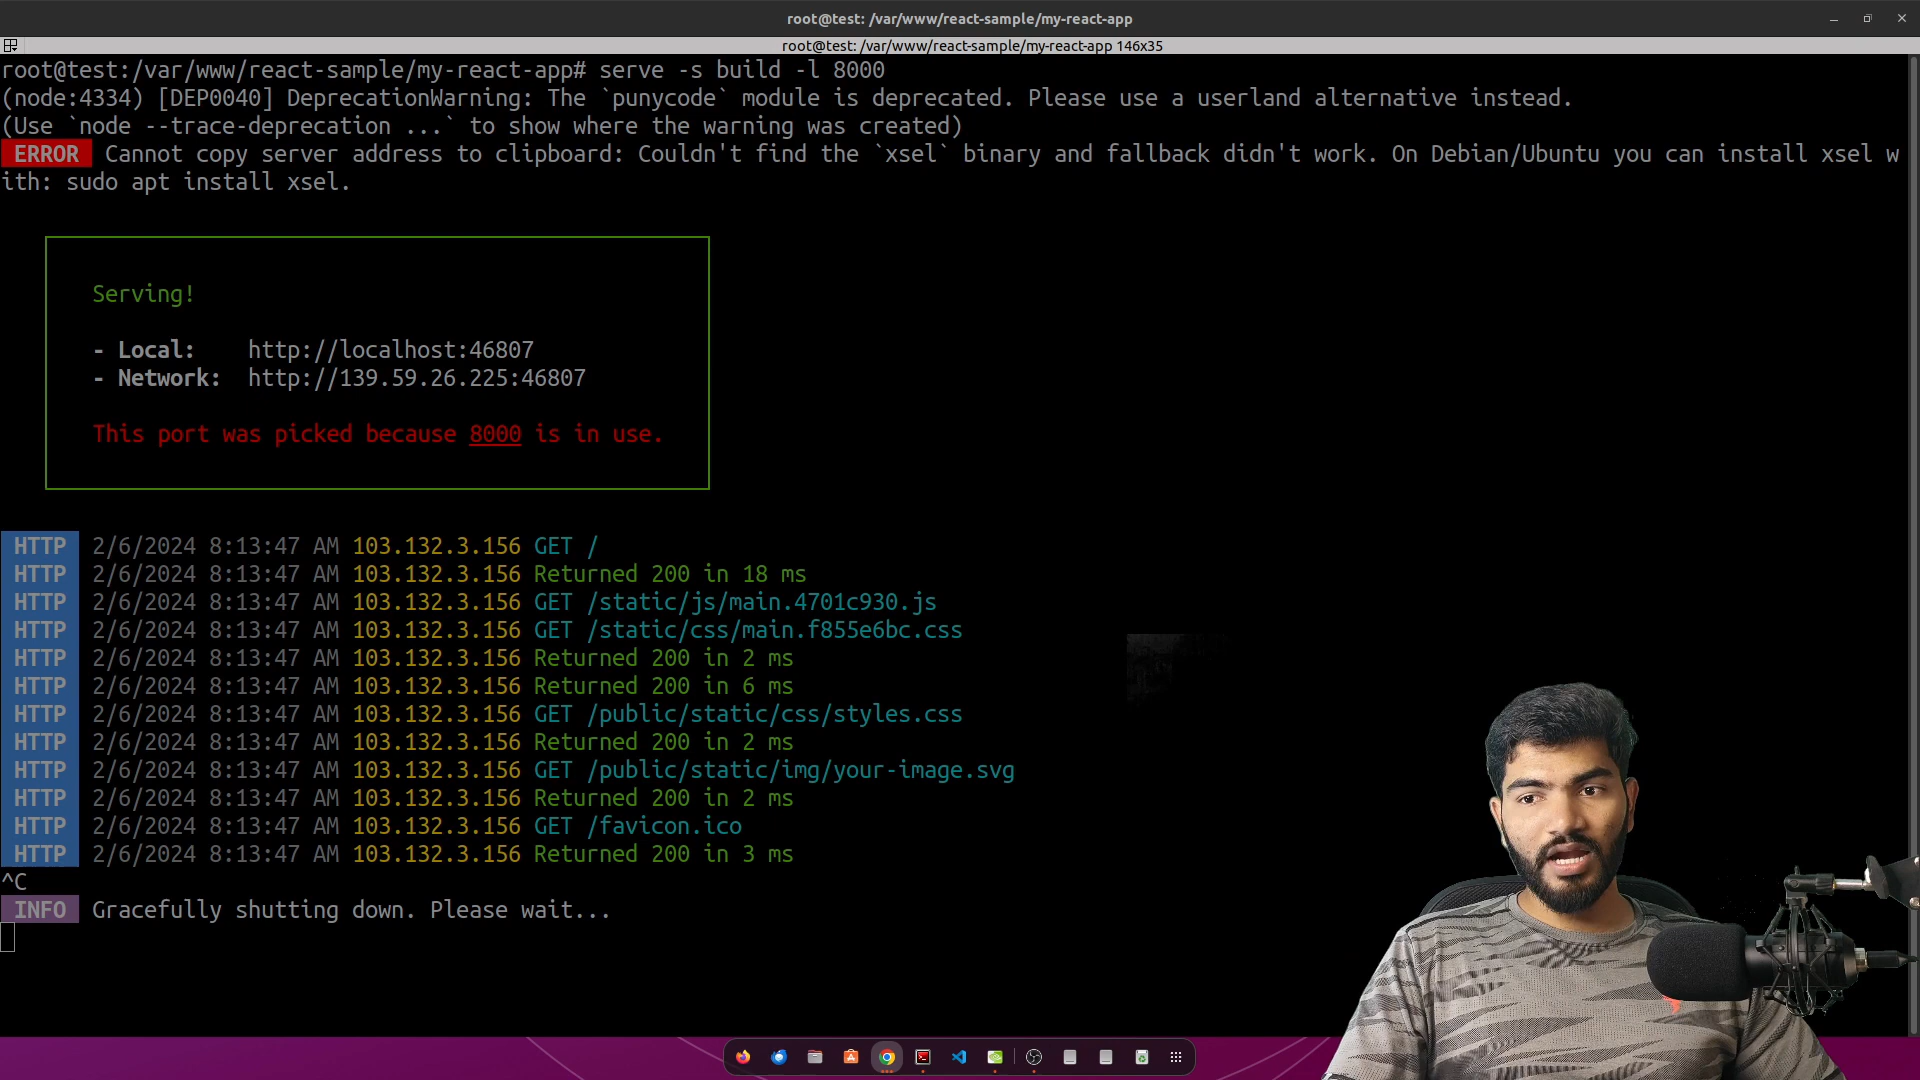 root@test: /var/www/react-sample/my-react-app
root@test: /var/www/react-sample/my-react-app 146x35
root@test:/var/www/react-sample/my-react-app# serve -s build -l 8000
(node:4334) [DEP0040] DeprecationWarning: The `punycode` module is deprecated. Please use a userland alternative instead.
(Use `node --trace-deprecation ...` to show where the warning was created)
ERROR Cannot copy server address to clipboard: Couldn't find the `xsel` binary and fallback didn't work. On Debian/Ubuntu you can install xsel w
ith: sudo apt install xsel.
Serving!
- Local: http://localhost:46807
- Network: http://139.59.26.225:46807
This port was picked because 8000 is in use.
HTTP 2/6/2024 8:13:47 AM 103.132.3.156 GET /
HTTP 2/6/2024 8:13:47 AM 103.132.3.156 Returned 200 in 18 ms
HTTP 2/6/2024 8:13:47 AM 103.132.3.156 GET /static/js/main.4701c930.js
HTTP 2/6/2024 8:13:47 AM 103.132.3.156 GET /static/css/main.f855e6bc.css
HTTP 2/6/2024 8:13:47 AM 103.132.3.156 Returned 200 in 2 ms
HTTP 2/6/2024 8:13:47 AM 103.132.3.156 Returned 200 in 6 ms
HTTP 2/6/2024 8:13:47 AM 103.132.3.156 GET /public/static/css/styles.css
HTTP 2/6/2024 8:13:47 AM 103.132.3.156 Returned 200 in 2 ms
HTTP 2/6/2024 8:13:47 AM 103.132.3.156 GET /public/static/img/your-image.svg
HTTP 2/6/2024 8:13:47 AM 103.132.3.156 Returned 200 in 2 ms
HTTP 2/6/2024 8:13:47 AM 103.132.3.156 GET /favicon.ico
HTTP 2/6/2024 8:13:47 AM 103.132.3.156 Returned 200 in 3 ms
^C
INFO Gracefully shutting down. Please wait...